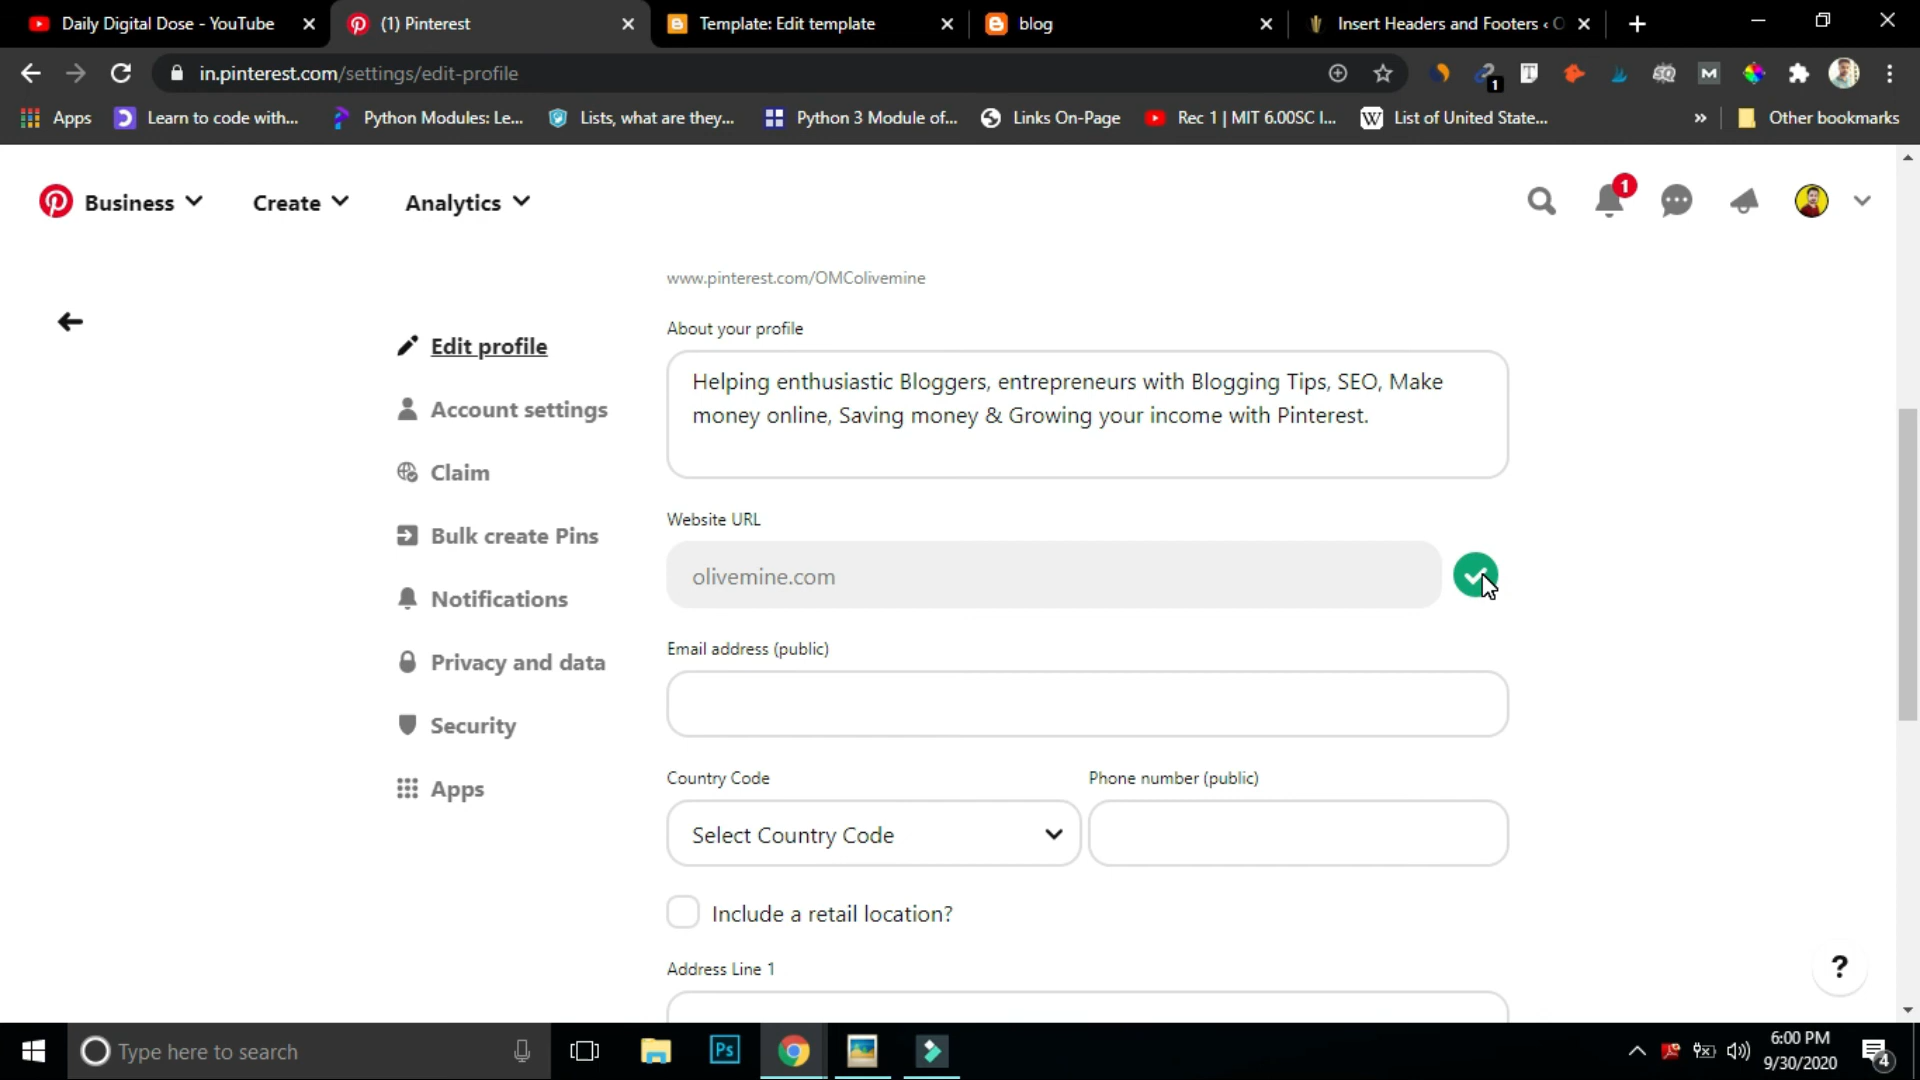 Daily Digital Dose - YouTube
(1) Pinterest
Template: Edit template
blog
Insert Headers and Footers ‹ O
in.pinterest.com/settings/edit-profile
1
M
Apps
Learn to code with...
Python Modules: Le...
Lists, what are they...
Python 3 Module of...
Links On-Page
Rec 1 | MIT 6.00SC I...
W
List of United State...
»
Other bookmarks
Business
Create
Analytics
1
www.pinterest.com/OMColivemine
About your profile
Edit profile
Helping enthusiastic Bloggers, entrepreneurs with Blogging Tips, SEO, Make
money online, Saving money & Growing your income with Pinterest.
Account settings
Claim
Website URL
Bulk create Pins
olivemine.com
Notifications
Email address (public)
Privacy and data
Security
Country Code
Phone number (public)
Apps
Select Country Code
Include a retail location?
Address Line 1
?
Type here to search
Ps
6:00 PM
9/30/2020
4